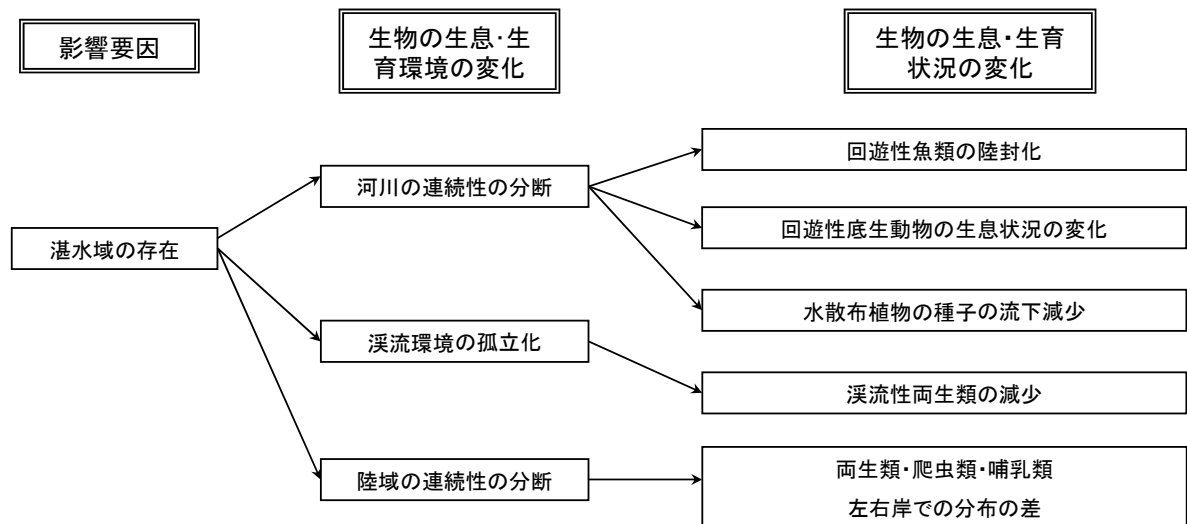 影響要因
生物の生息・生
育環境の変化
生物の生息・生育
状況の変化
湛水域の存在
河川の連続性の分断
渓流環境の孤立化
陸域の連続性の分断
回遊性魚類の陸封化
回遊性底生動物の生息状況の変化
水散布植物の種子の流下減少
渓流性両生類の減少
両生類・爬虫類・哺乳類
左右岸での分布の差